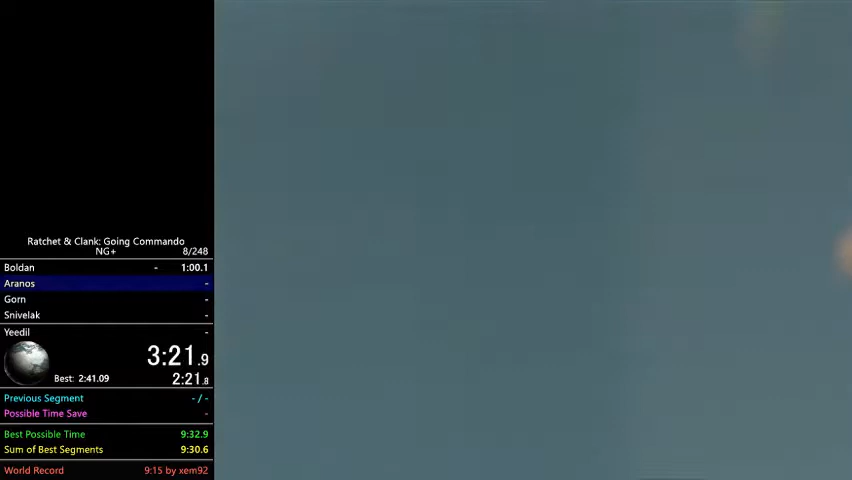 Ratchet & Clank: Going Commando
NG+ 8/248
Boldan - 1:00.1
Aranos -
Gorn -
Snivelak -
Yeedil -
3:21.9
Best: 2:41.09 2:21.8
Previous Segment - / -
Possible Time Save -
Best Possible Time 9:32.9
Sum of Best Segments 9:30.6
World Record 9:15 by xem92